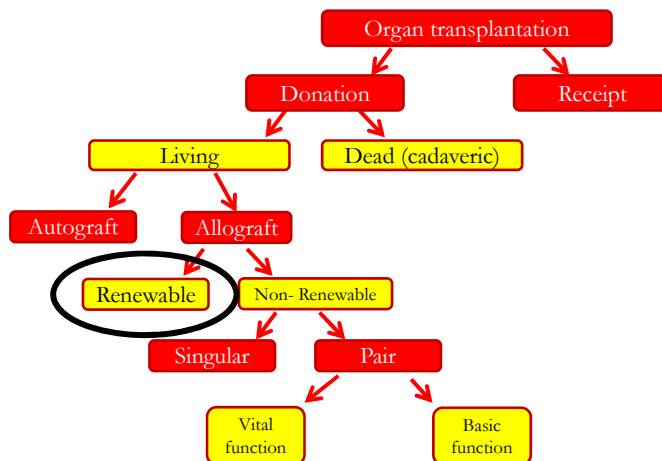 Organ transplantation
Donation
Receipt
Living
Dead (cadaveric)
Autograft
Allograft
Renewable
Non- Renewable
Singular
Pair
Vital
function
Basic
function